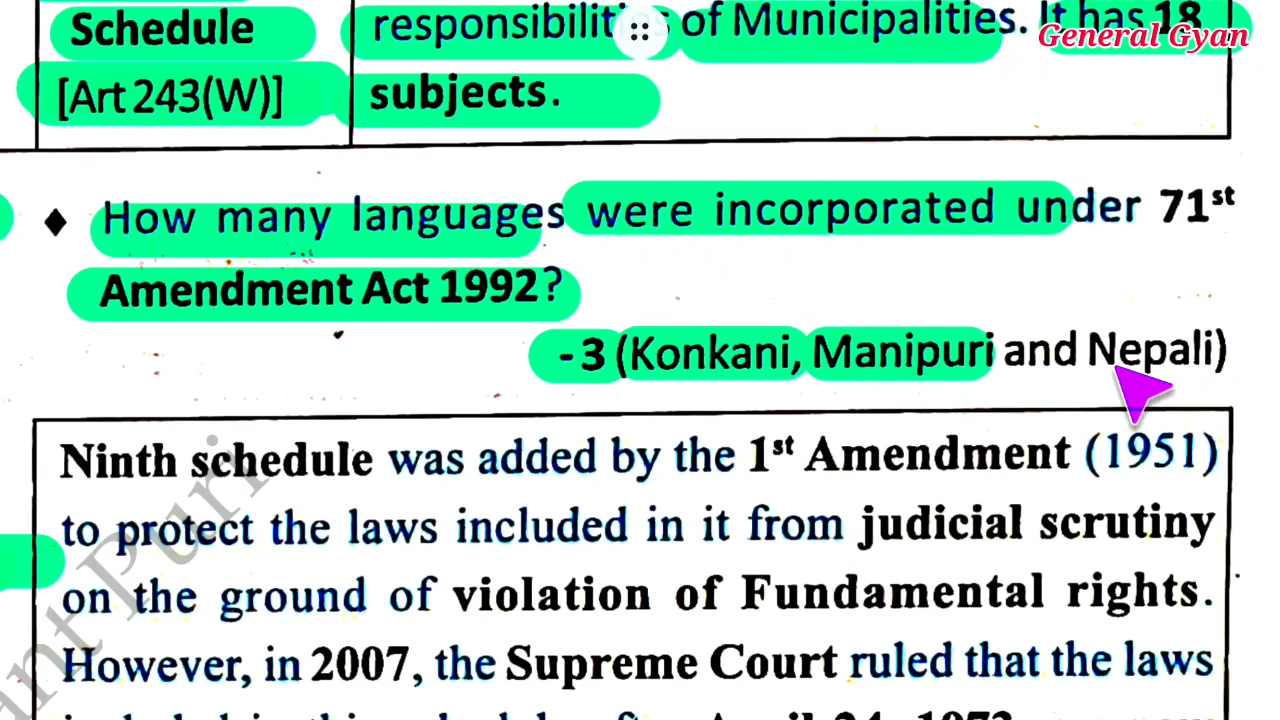 Schedule
[Art 243(W)]
responsibiliti s of Municipalities. It has 18
subjects.
General Gyan
♦ How many languages were incorporated under 71st
Amendment Act 1992?
- 3 (Konkani, Manipuri and Nepali)
Ninth schedule was added by the 1st Amendment (1951)
to protect the laws included in it from judicial scrutiny
on the ground of violation of Fundamental rights.
However, in 2007, the Supreme Court ruled that the laws
Puri